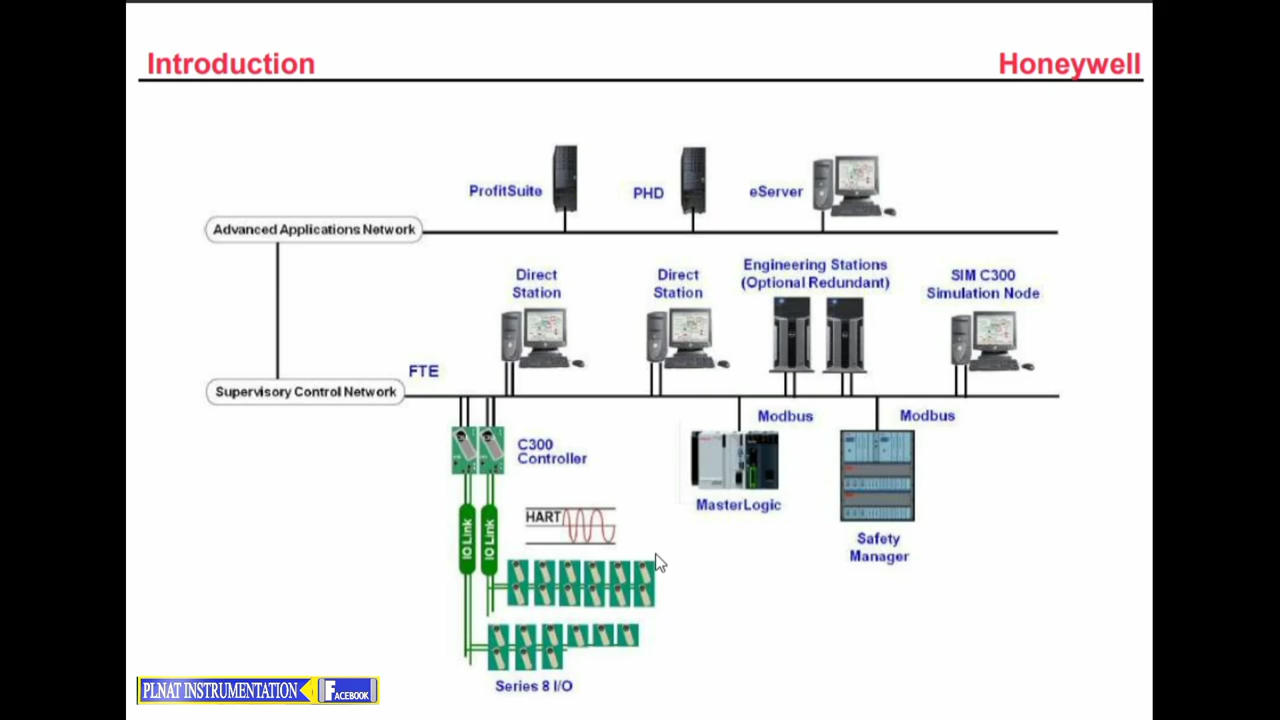 Introduction
Honeywell
ProfitSuite
PHD
eServer
Advanced Applications Network
Direct
Station
Direct
Station
Engineering Stations
(Optional Redundant)
SIM C300
Simulation Node
FTE
Supervisory Control Network
Modbus
Modbus
C300
Controller
MasterLogic
HART
IO Link
IO Link
Safety
Manager
Series 8 I/O
PLNAT INSTRUMENTATION
FACEBOOK